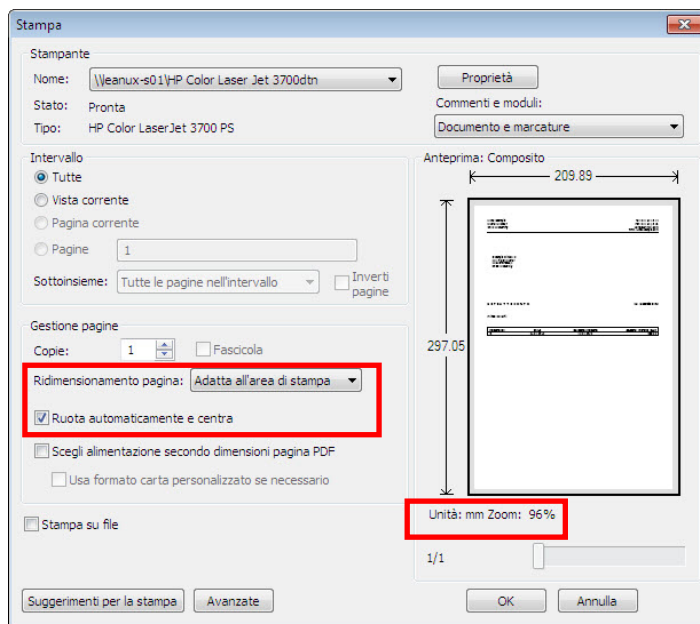 Stampa
Stampante
Nome: \\leanux-s01\HP Color Laser Jet 3700dtn
Proprietà
Stato: Pronta
Commenti e moduli:
Tipo: HP Color LaserJet 3700 PS
Documento e marcature
Intervallo
Tutte
Vista corrente
Pagina corrente
Pagine 1
Sottoinsieme: Tutte le pagine nell'intervallo
Inverti
pagine
Anteprima: Composito
209.89
297.05
Gestione pagine
Copie: 1 Fascicola
Ridimensionamento pagina: Adatta all'area di stampa
Ruota automaticamente e centra
Scegli alimentazione secondo dimensioni pagina PDF
Usa formato carta personalizzato se necessario
Unità: mm Zoom: 96%
Stampa su file
1/1
Suggerimenti per la stampa Avanzate OK Annulla